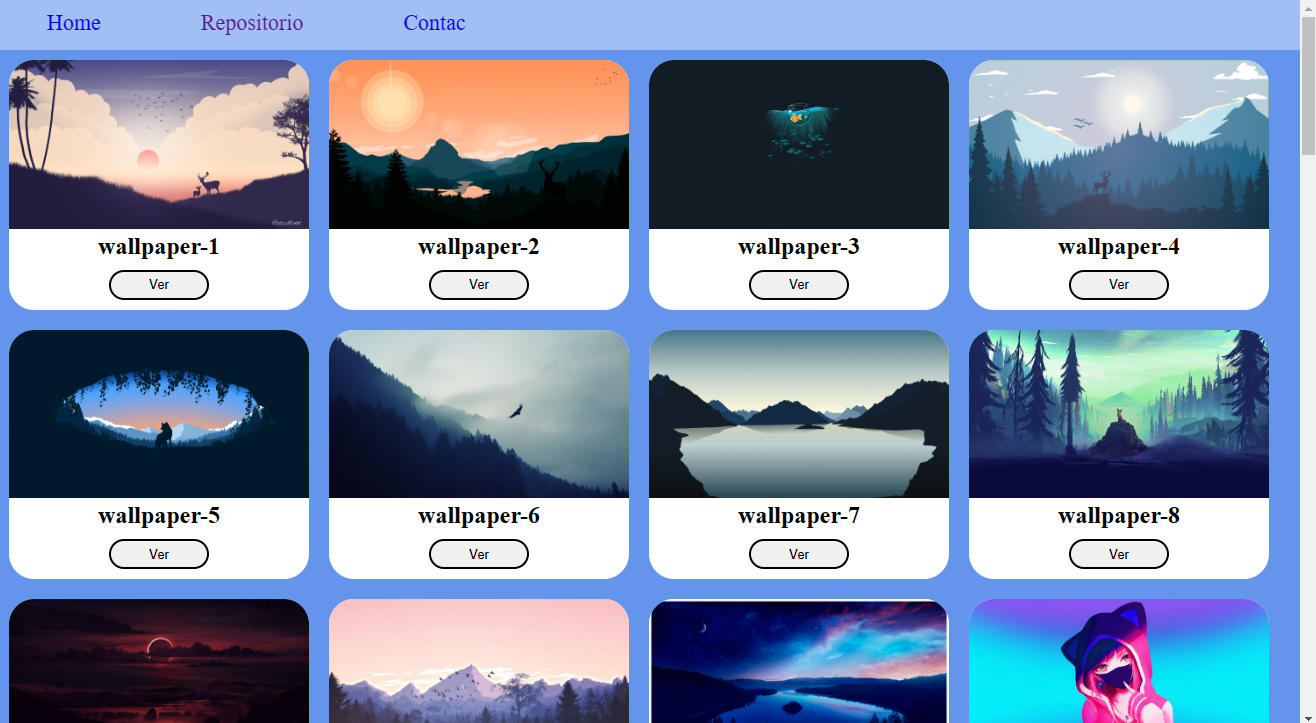 Home Repositorio Contac
wallpaper-1 wallpaper-2 wallpaper-3 wallpaper-4
Ver Ver Ver Ver
wallpaper-5 wallpaper-6 wallpaper-7 wallpaper-8
Ver Ver Ver Ver